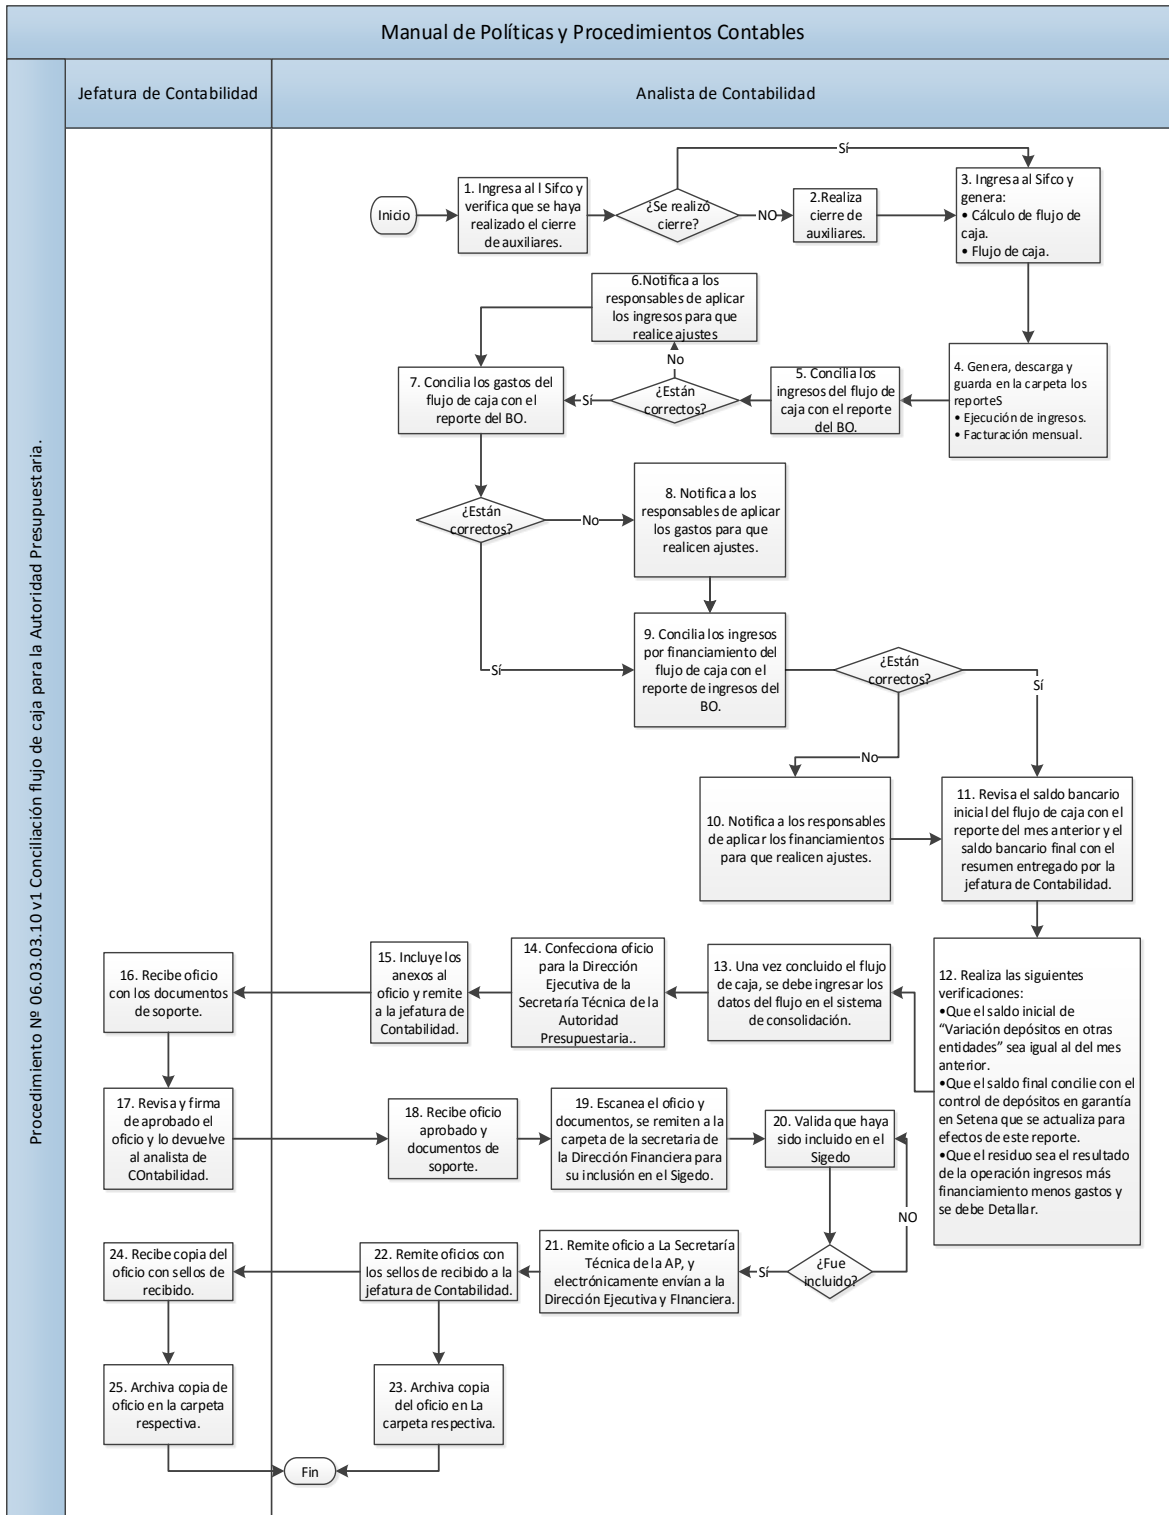 Manual de Políticas y Procedimientos Contables
Procedimiento Nº 06.03.03.10 v1 Conciliación flujo de caja para la Autoridad Presupuestaria.
Jefatura de Contabilidad
Analista de Contabilidad
Inicio
1. Ingresa al l Sifco y
verifica que se haya
realizado el cierre
de auxiliares.
¿Se realizó
cierre?
Sí
NO
2.Realiza
cierre de
auxiliares.
3. Ingresa al Sifco y
genera:
• Cálculo de flujo de
caja.
• Flujo de caja.
4. Genera, descarga y
guarda en la carpeta los
reporteS
• Ejecución de ingresos.
• Facturación mensual.
5. Concilia los
ingresos del flujo de
caja con el reporte
del BO.
¿Están
correctos?
No
Sí
6.Notifica a los
responsables de aplicar
los ingresos para que
realice ajustes
7. Concilia los gastos del
flujo de caja con el
reporte del BO.
¿Están
correctos?
No
Sí
8. Notifica a los
responsables de aplicar
los gastos para que
realicen ajustes.
9. Concilia los ingresos
por financiamiento del
flujo de caja con el
reporte de ingresos del
BO.
¿Están
correctos?
Sí
No
10. Notifica a los responsables
de aplicar los financiamientos
para que realicen ajustes.
11. Revisa el saldo bancario
inicial del flujo de caja con el
reporte del mes anterior y el
saldo bancario final con el
resumen entregado por la
jefatura de Contabilidad.
12. Realiza las siguientes
verificaciones:
•Que el saldo inicial de
“Variación depósitos en otras
entidades” sea igual al del mes
anterior.
•Que el saldo final concilie con el
control de depósitos en garantía
en Setena que se actualiza para
efectos de este reporte.
•Que el residuo sea el resultado
de la operación ingresos más
financiamiento menos gastos y
se debe Detallar.
13. Una vez concluido el flujo
de caja, se debe ingresar los
datos del flujo en el sistema
de consolidación.
14. Confecciona oficio
para la Dirección
Ejecutiva de la
Secretaría Técnica de la
Autoridad
Presupuestaria..
15. Incluye los
anexos al
oficio y remite
a la jefatura de
Contabilidad.
16. Recibe oficio
con los documentos
de soporte.
17. Revisa y firma
de aprobado el
oficio y lo devuelve
al analista de
COntabilidad.
18. Recibe oficio
aprobado y
documentos de
soporte.
19. Escanea el oficio y
documentos, se remiten a la
carpeta de la secretaria de
la Dirección Financiera para
su inclusión en el Sigedo.
20. Valida que haya
sido incluido en el
Sigedo
NO
¿Fue
incluido?
Sí
21. Remite oficio a La Secretaría
Técnica de la AP, y
electrónicamente envían a la
Dirección Ejecutiva y FInanciera.
22. Remite oficios con
los sellos de recibido a la
jefatura de Contabilidad.
24. Recibe copia del
oficio con sellos de
recibido.
25. Archiva copia de
oficio en la carpeta
respectiva.
23. Archiva copia
del oficio en La
carpeta respectiva.
Fin